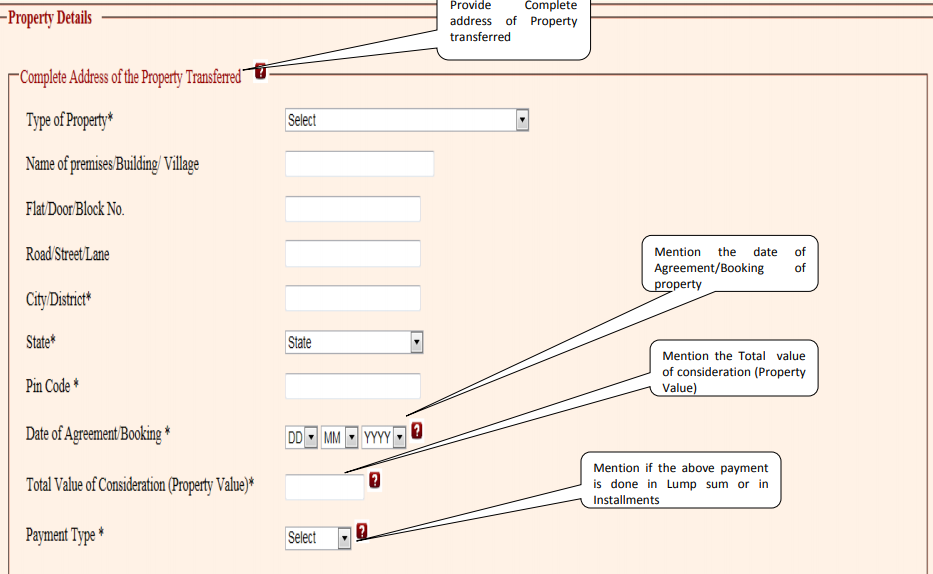 Provide Complete
address of Property
transferred
Property Details
Complete Address of the Property Transferred ?
Type of Property* Select
Name of premises/Building/ Village
Flat/Door/Block No.
Road/Street/Lane
Mention the date of
Agreement/Booking of
property
City/District*
State* State
Mention the Total value
of consideration (Property
Value)
Pin Code *
Date of Agreement/Booking * DD MM YYYY ?
Total Value of Consideration (Property Value)* ?
Mention if the above payment
is done in Lump sum or in
Installments
Payment Type * Select ?